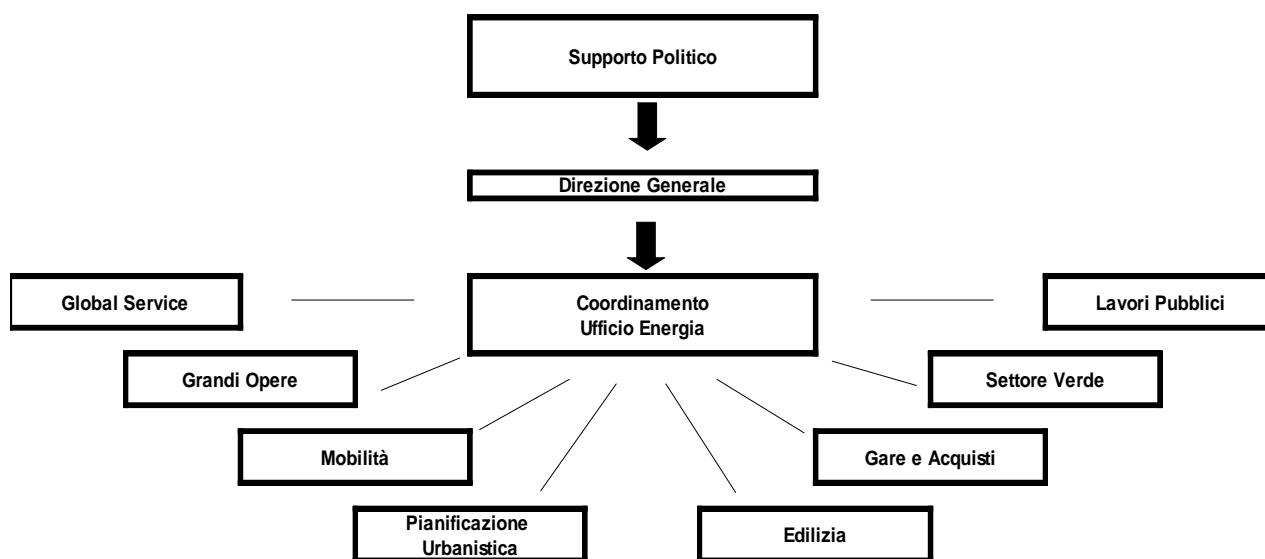 Supporto Politico
Direzione Generale
Global Service
Coordinamento
Ufficio Energia
Lavori Pubblici
Grandi Opere
Settore Verde
Mobilità
Gare e Acquisti
Pianificazione
Urbanistica
Edilizia